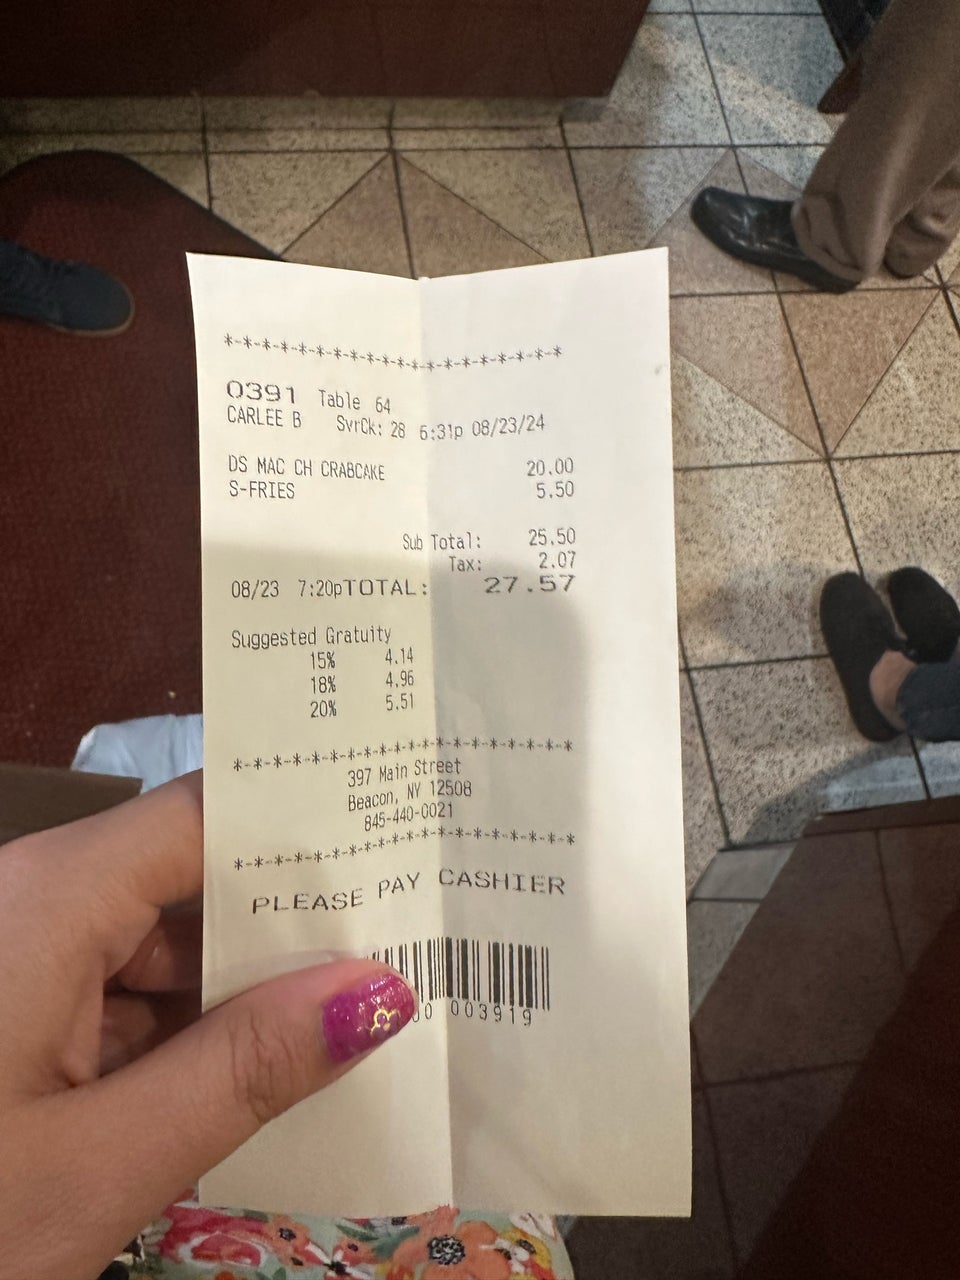 *-*-*-*-*-*-*-*-*-*-*-*-*-*-*-*-*-*-*
0391 Table 64
CARLEE B SvrCk: 28 6:31p 08/23/24
DS MAC CH CRABCAKE 20.00
S-FRIES 5.50
Sub Total: 25.50
Tax: 2.07
08/23 7:20pTOTAL: 27.57
Suggested Gratuity
15% 4.14
18% 4.96
20% 5.51
*-*-*-*-*-*-*-*-*-*-*-*-*-*-*-*-*-*-*
397 Main Street
Beacon, NY 12508
845-440-0021
*-*-*-*-*-*-*-*-*-*-*-*-*-*-*-*-*-*-*
PLEASE PAY CASHIER
00 003919